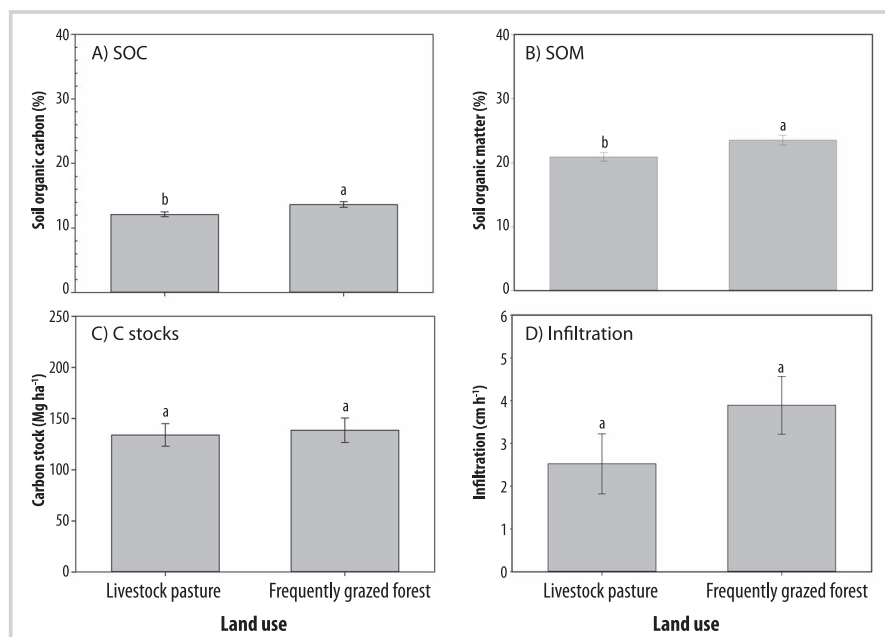 A) SOC
Soil organic carbon (%)
40
30
20
10
0
b
a
B) SOM
Soil organic matter (%)
40
30
20
10
0
b
a
C) C stocks
Carbon stock (Mg ha⁻¹)
250
200
150
100
50
0
a
a
Livestock pasture
Frequently grazed forest
Land use
D) Infiltration
Infiltration (cm h⁻¹)
6
5
4
3
2
1
0
a
a
Livestock pasture
Frequently grazed forest
Land use